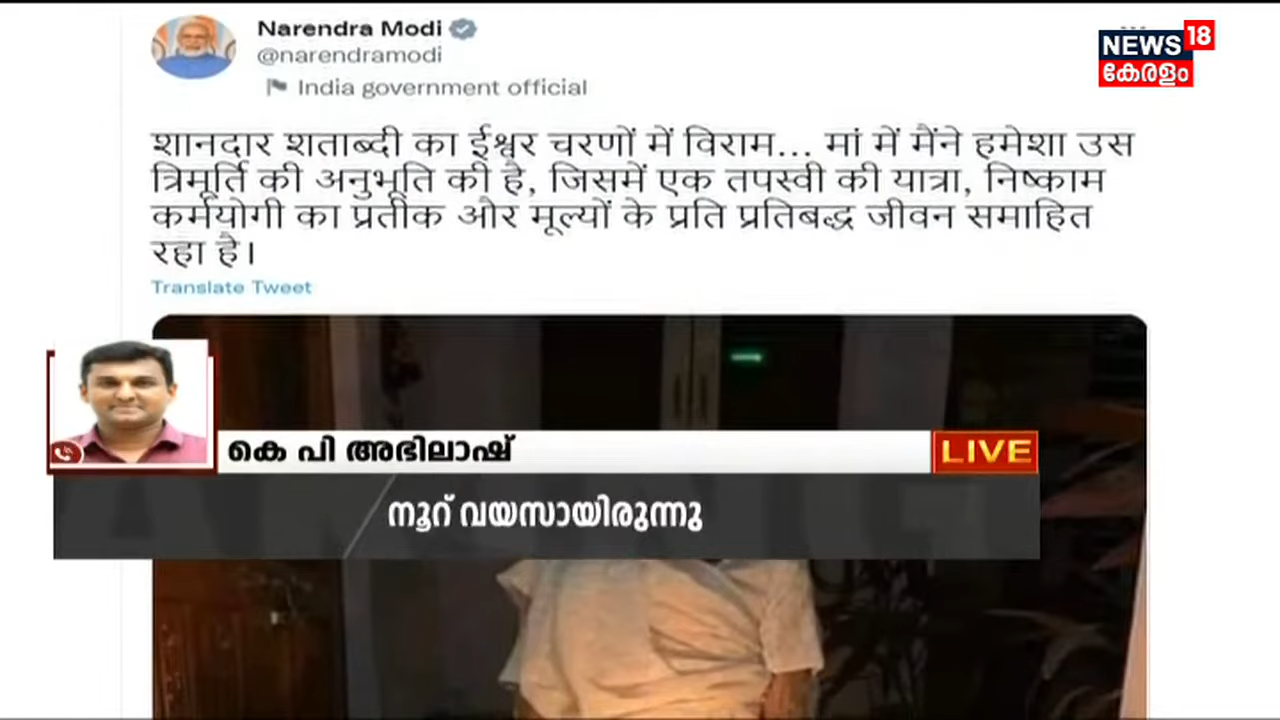 Narendra Modi
@narendramodi
India government official
NEWS 18
കേരളം
शानदार शताब्दी का ईश्वर चरणों में विराम... मां में मैंने हमेशा उस
त्रिमूर्ति की अनुभूति की है, जिसमें एक तपस्वी की यात्रा, निष्काम
कर्मयोगी का प्रतीक और मूल्यों के प्रति प्रतिबद्ध जीवन समाहित
रहा है।
Translate Tweet
കെ പി അഭിലാഷ്
LIVE
നൂറ് വയസായിരുന്നു